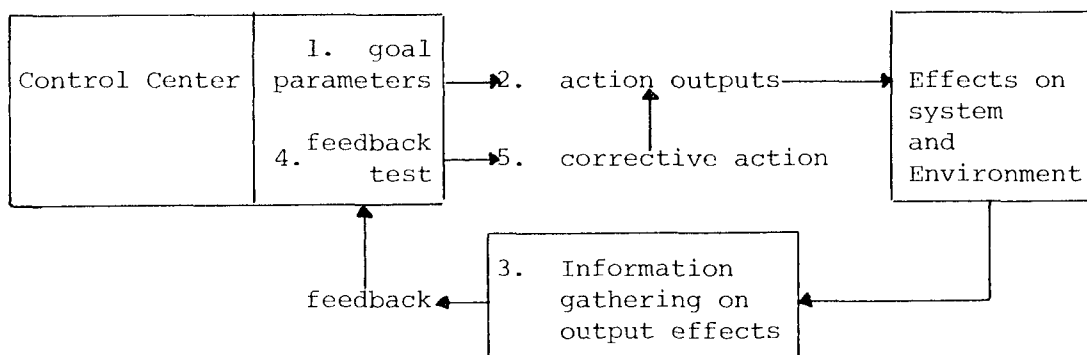 Control Center
1. goal
parameters
4. feedback
test
2. action outputs
5. corrective action
Effects on
system
and
Environment
3. Information
gathering on
output effects
feedback